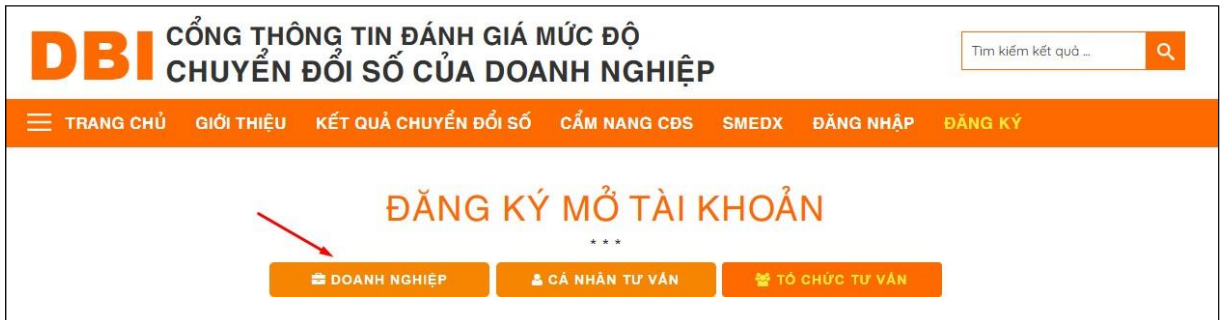 DBI
CỔNG THÔNG TIN ĐÁNH GIÁ MỨC ĐỘ
CHUYỂN ĐỔI SỐ CỦA DOANH NGHIỆP
Tìm kiếm kết quả ...
TRANG CHỦ GIỚI THIỆU KẾT QUẢ CHUYỂN ĐỔI SỐ CẨM NANG CĐS SMEDX ĐĂNG NHẬP ĐĂNG KÝ
ĐĂNG KÝ MỞ TÀI KHOẢN
* * *
DOANH NGHIỆP CÁ NHÂN TƯ VẤN TỔ CHỨC TƯ VẤN